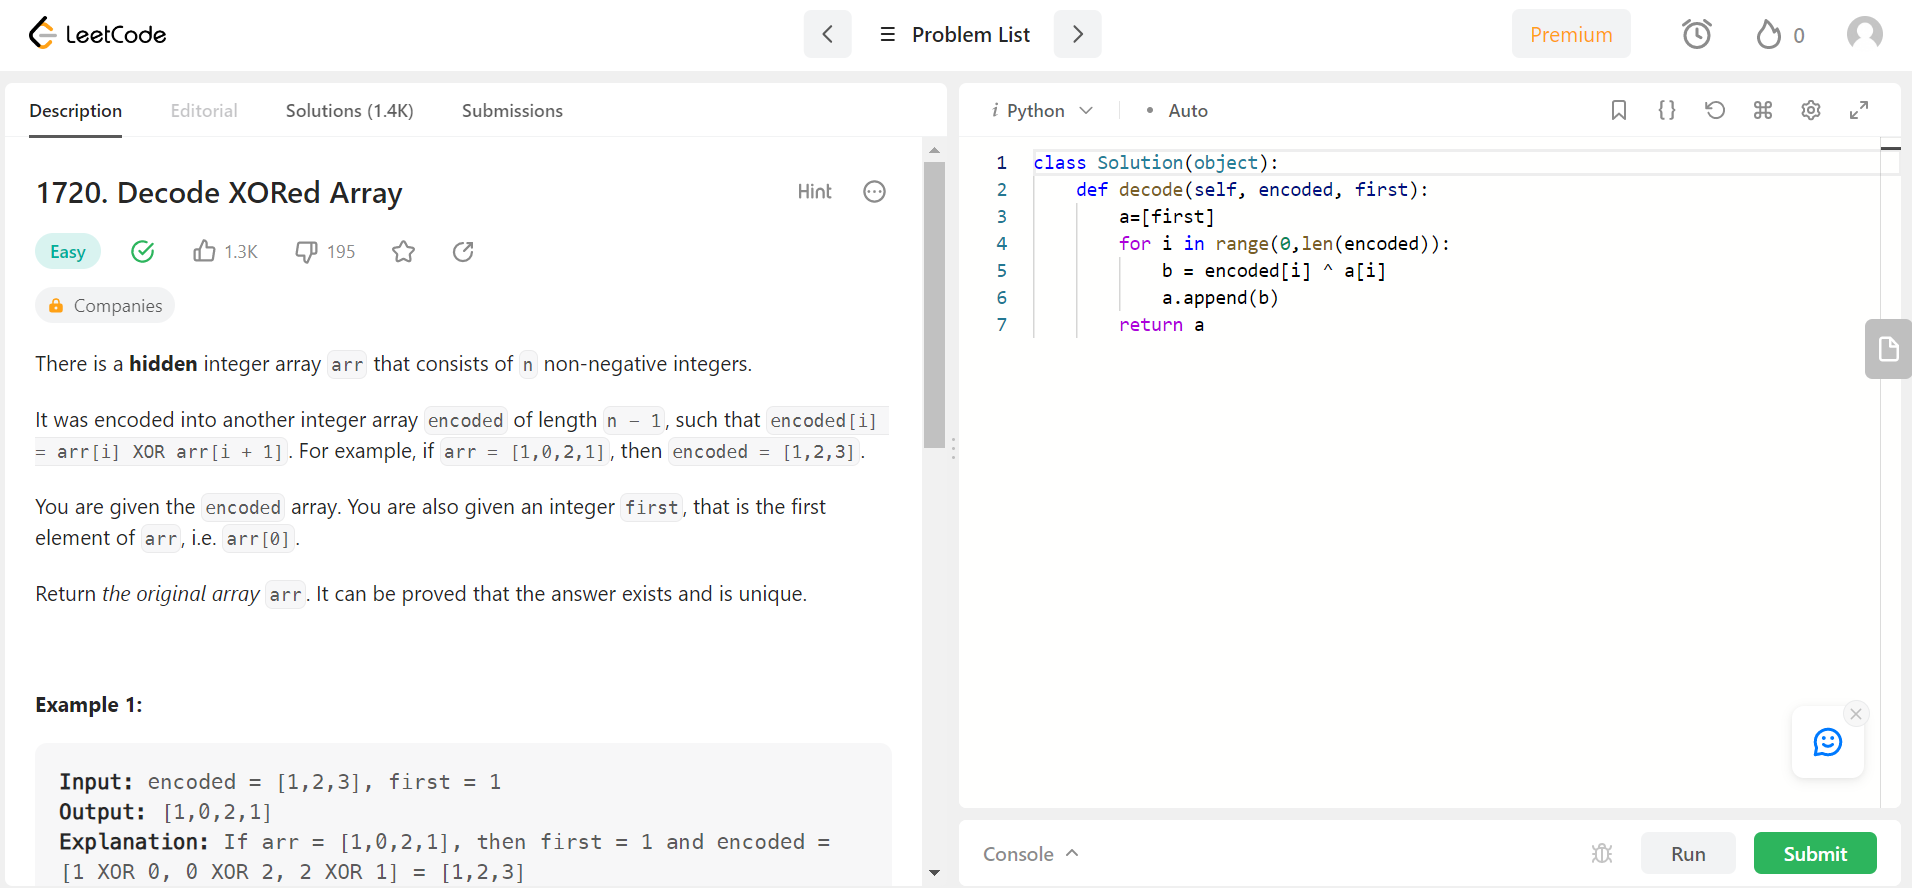 LeetCode
Problem List
Premium
0
Description Editorial Solutions (1.4K) Submissions
1720. Decode XORed Array
Hint
Easy 1.3K 195
Companies
There is a hidden integer array arr that consists of n non-negative integers.
It was encoded into another integer array encoded of length n - 1, such that encoded[i]
= arr[i] XOR arr[i + 1]. For example, if arr = [1,0,2,1], then encoded = [1,2,3].
You are given the encoded array. You are also given an integer first, that is the first
element of arr, i.e. arr[0].
Return the original array arr. It can be proved that the answer exists and is unique.
Example 1:
Input: encoded = [1,2,3], first = 1
Output: [1,0,2,1]
Explanation: If arr = [1,0,2,1], then first = 1 and encoded =
[1 XOR 0, 0 XOR 2, 2 XOR 1] = [1,2,3]
i Python • Auto
1 class Solution(object):
2 def decode(self, encoded, first):
3 a=[first]
4 for i in range(0,len(encoded)):
5 b = encoded[i] ^ a[i]
6 a.append(b)
7 return a
Console
Run
Submit